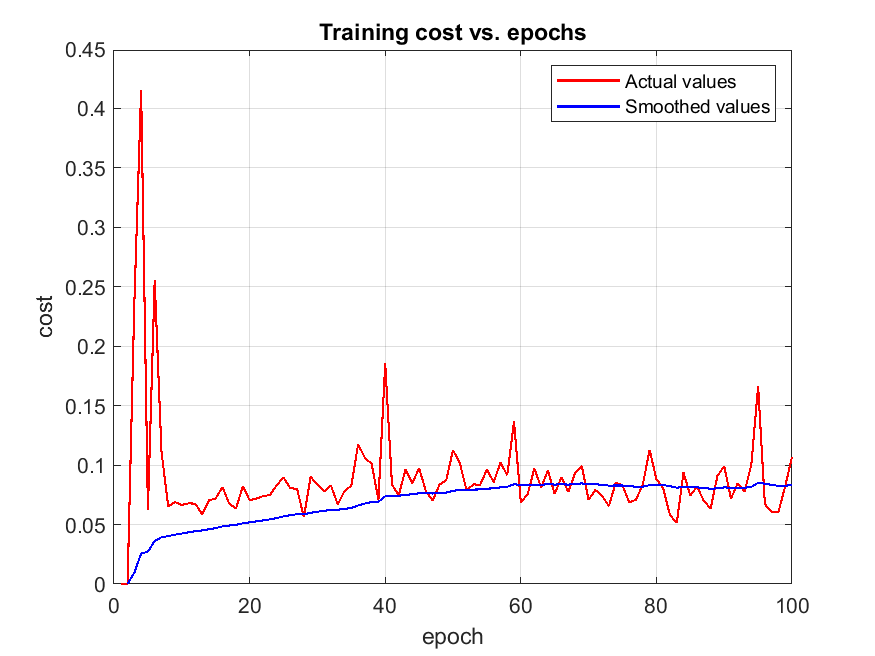 Training cost vs. epochs
0.45
0.4
0.35
0.3
0.25
0.2
0.15
0.1
0.05
0
Actual values
Smoothed values
cost
0 20 40 60 80 100
epoch